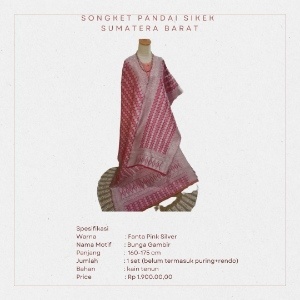 SONGKET PANDAI SIKEK
SUMATERA BARAT
Spesifikasi
Warna : Fanta Pink Silver
Nama Motif : Bunga Gambir
Panjang : 160-175 cm
Jumlah : 1 set (belum termasuk puring+rendo)
Bahan : kain tanun
Price : Rp 1.900.00,00